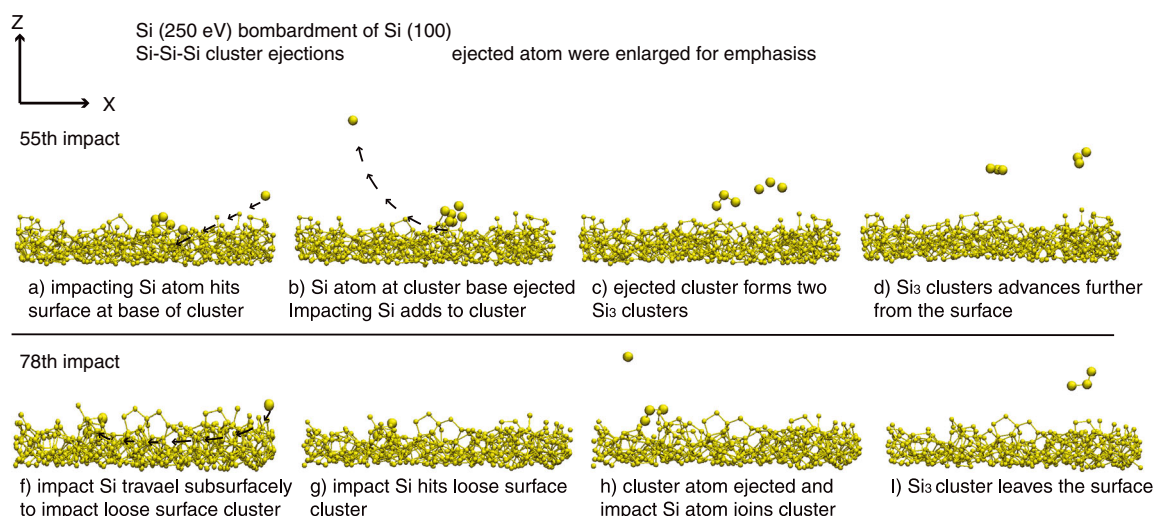 Z
Si (250 eV) bombardment of Si (100)
Si-Si-Si cluster ejections ejected atom were enlarged for emphasiss
X
55th impact
a) impacting Si atom hits
surface at base of cluster
b) Si atom at cluster base ejected
Impacting Si adds to cluster
c) ejected cluster forms two
Si₃ clusters
d) Si₃ clusters advances further
from the surface
78th impact
f) impact Si travael subsurfacely
to impact loose surface cluster
g) impact Si hits loose surface
cluster
h) cluster atom ejected and
impact Si atom joins cluster
I) Si₃ cluster leaves the surface